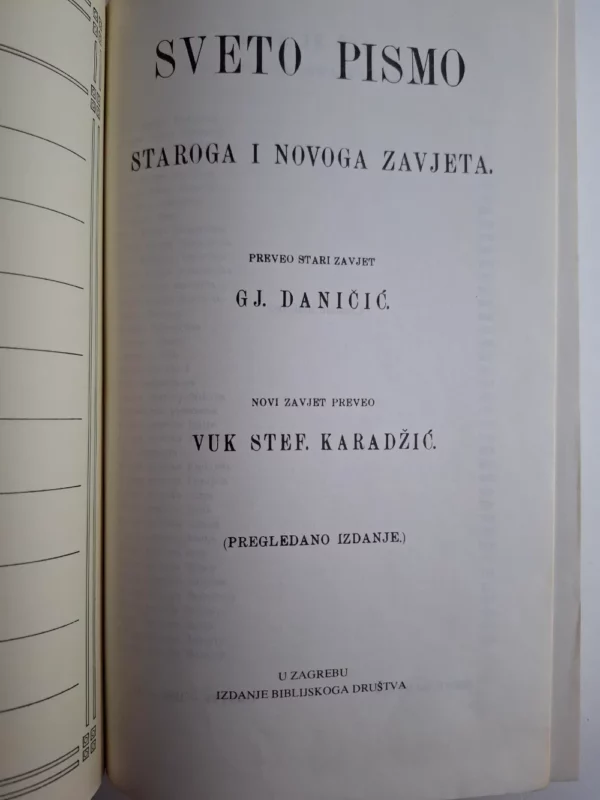 SVETO PISMO
STAROGA I NOVOGA ZAVJETA.
PREVEO STARI ZAVJET
GJ. DANIČIĆ.
NOVI ZAVJET PREVEO
VUK STEF. KARADŽIĆ.
(PREGLEDANO IZDANJE.)
U ZAGREBU
IZDANJE BIBLIJSKOGA DRUŠTVA